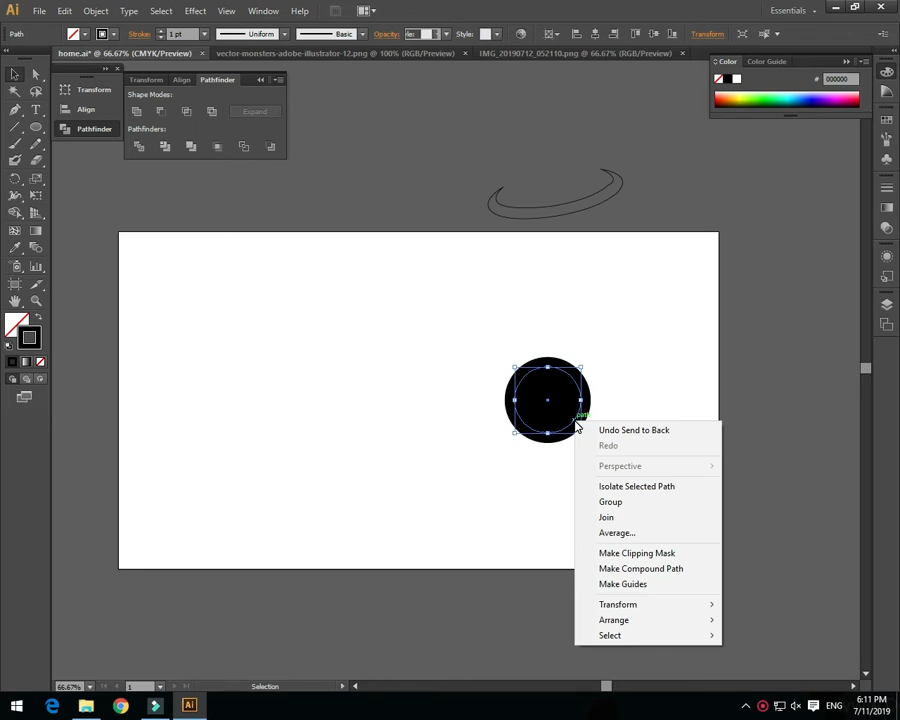 Ai File Edit Object Type Select Effect View Window Help Essentials
Path Stroke: 1 pt Uniform Basic Opacity: Style: Transform
home.ai* @ 66.67% (CMYK/Preview) × vector-monsters-adobe-illustrator-12.png @ 100% (RGB/Preview) × IMG_20190712_052110.png @ 66.67% (RGB/Preview) ×
Color Color Guide
# 000000
Transform Align Pathfinder
Shape Modes:
Expand
Pathfinders:
Transform
Align
Pathfinder
path
Undo Send to Back
Redo
Perspective
Isolate Selected Path
Group
Join
Average...
Make Clipping Mask
Make Compound Path
Make Guides
Transform
Arrange
Select
66.67% 1 Selection
Ai ENG 6:11 PM
7/11/2019